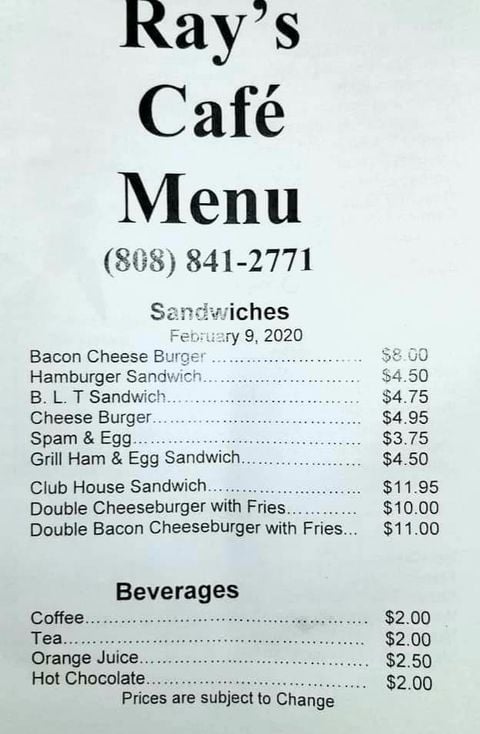 Ray's
Café
Menu
(808) 841-2771
Sandwiches
February 9, 2020
Bacon Cheese Burger ........................ $8.00
Hamburger Sandwich......................... $4.50
B. L. T Sandwich............................... $4.75
Cheese Burger.................................. $4.95
Spam & Egg..................................... $3.75
Grill Ham & Egg Sandwich................... $4.50
Club House Sandwich......................... $11.95
Double Cheeseburger with Fries............ $10.00
Double Bacon Cheeseburger with Fries... $11.00
Beverages
Coffee............................................... $2.00
Tea................................................... $2.00
Orange Juice...................................... $2.50
Hot Chocolate..................................... $2.00
Prices are subject to Change